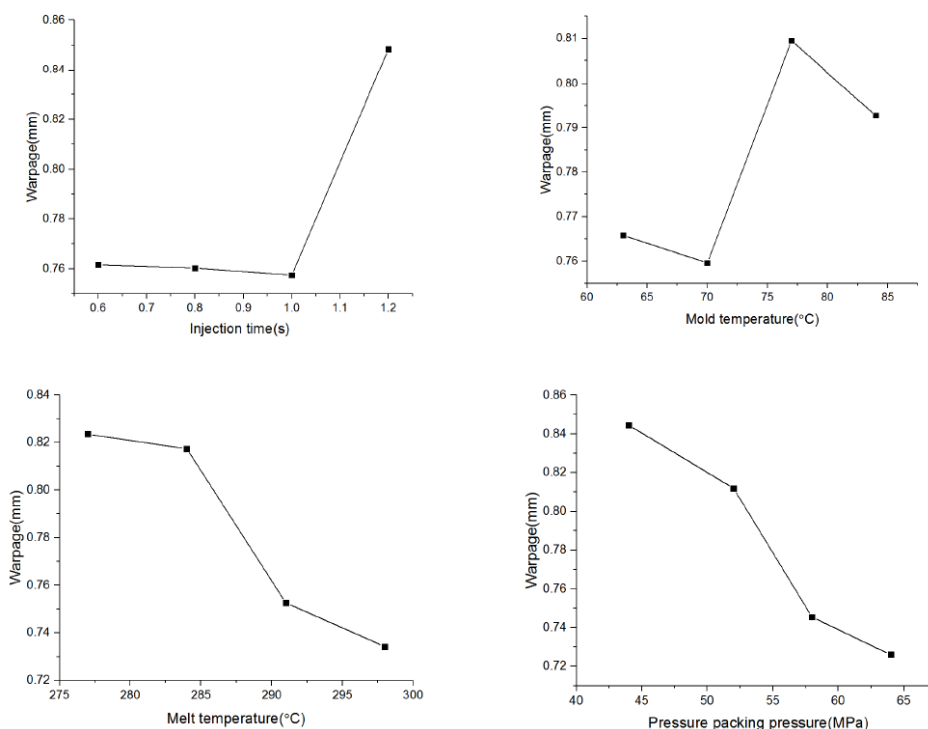 0.86
0.84
0.82
0.80
0.78
0.76
Warpage(mm)
0.6 0.7 0.8 0.9 1.0 1.1 1.2
Injection time(s)
0.81
0.80
0.79
0.78
0.77
0.76
Warpage(mm)
60 65 70 75 80 85
Mold temperature(°C)
0.84
0.82
0.80
0.78
0.76
0.74
0.72
Warpage(mm)
275 280 285 290 295 300
Melt temperature(°C)
0.86
0.84
0.82
0.80
0.78
0.76
0.74
0.72
Warpage(mm)
40 45 50 55 60 65
Pressure packing pressure(MPa)